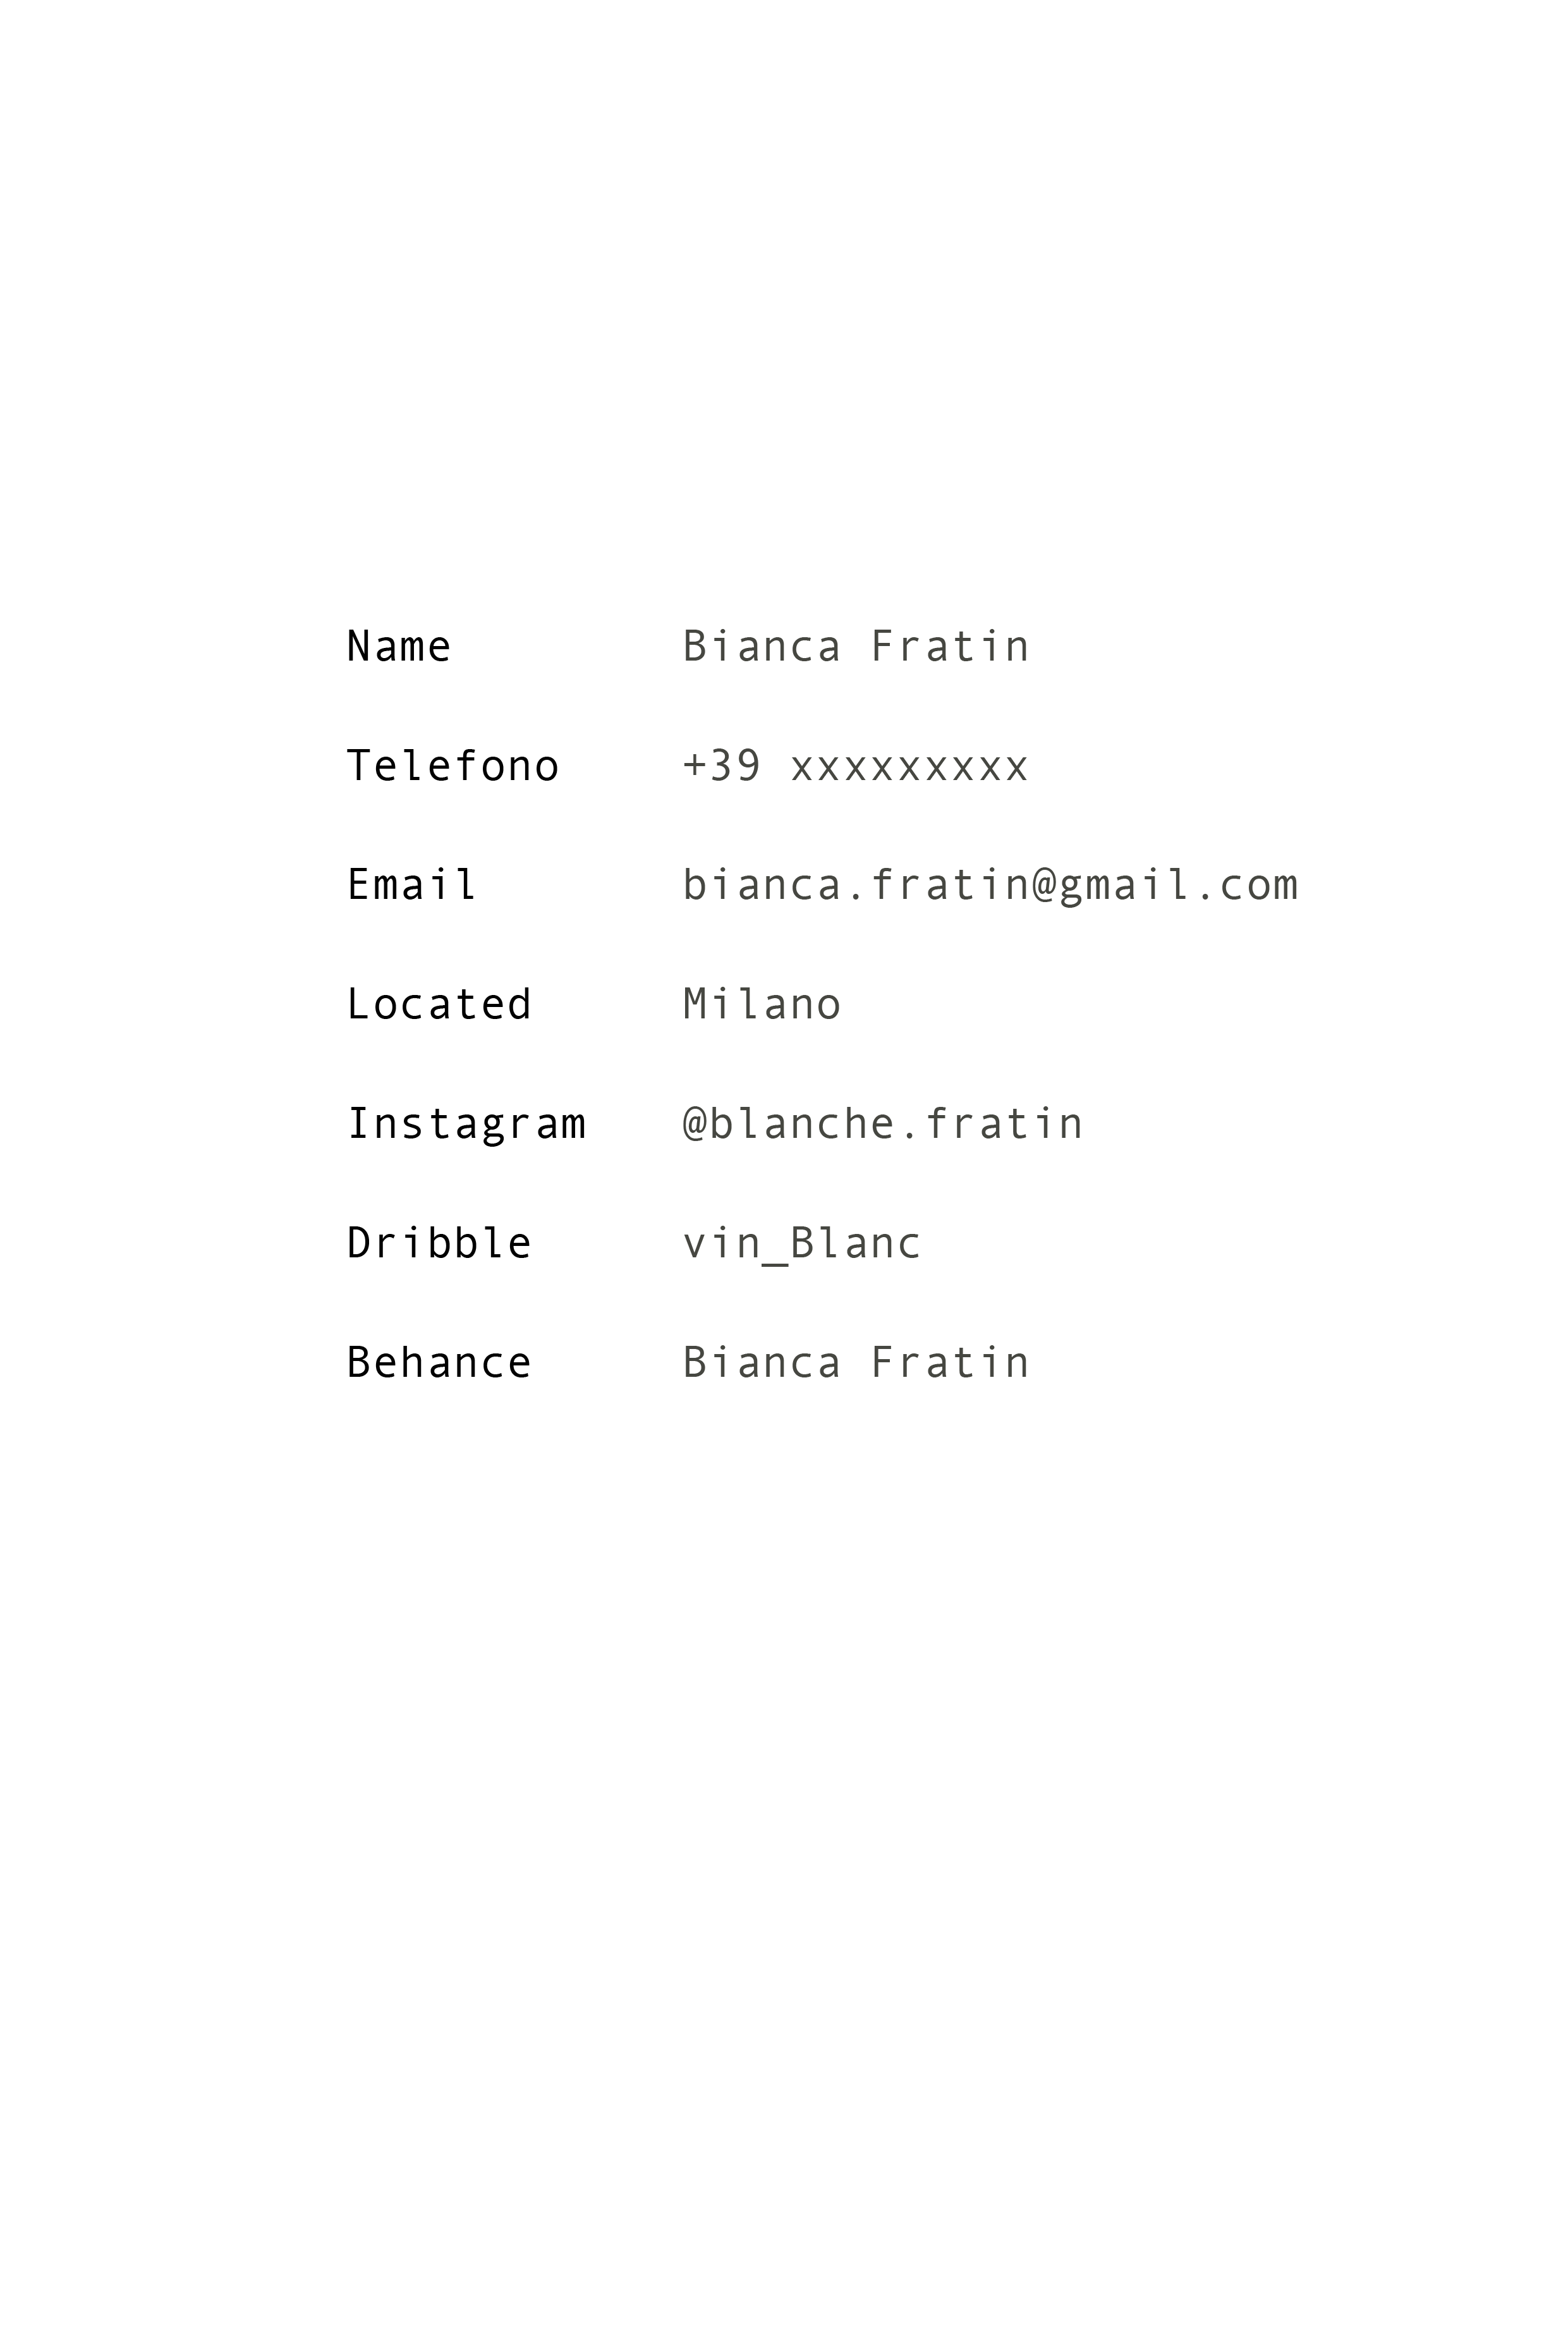 Name Bianca Fratin
Telefono +39 xxxxxxxxx
Email bianca.fratin@gmail.com
Located Milano
Instagram @blanche.fratin
Dribble vin_Blanc
Behance Bianca Fratin